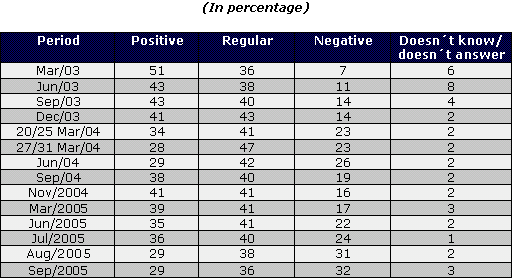 (In percentage)
Period Positive Regular Negative Doesn´t know/
doesn´t answer
Mar/03 51 36 7 6
Jun/03 43 38 11 8
Sep/03 43 40 14 4
Dec/03 41 43 14 2
20/25 Mar/04 34 41 23 2
27/31 Mar/04 28 47 23 2
Jun/04 29 42 26 2
Sep/04 38 40 19 2
Nov/2004 41 41 16 2
Mar/2005 39 41 17 3
Jun/2005 35 41 22 2
Jul/2005 36 40 24 1
Aug/2005 29 38 31 2
Sep/2005 29 36 32 3